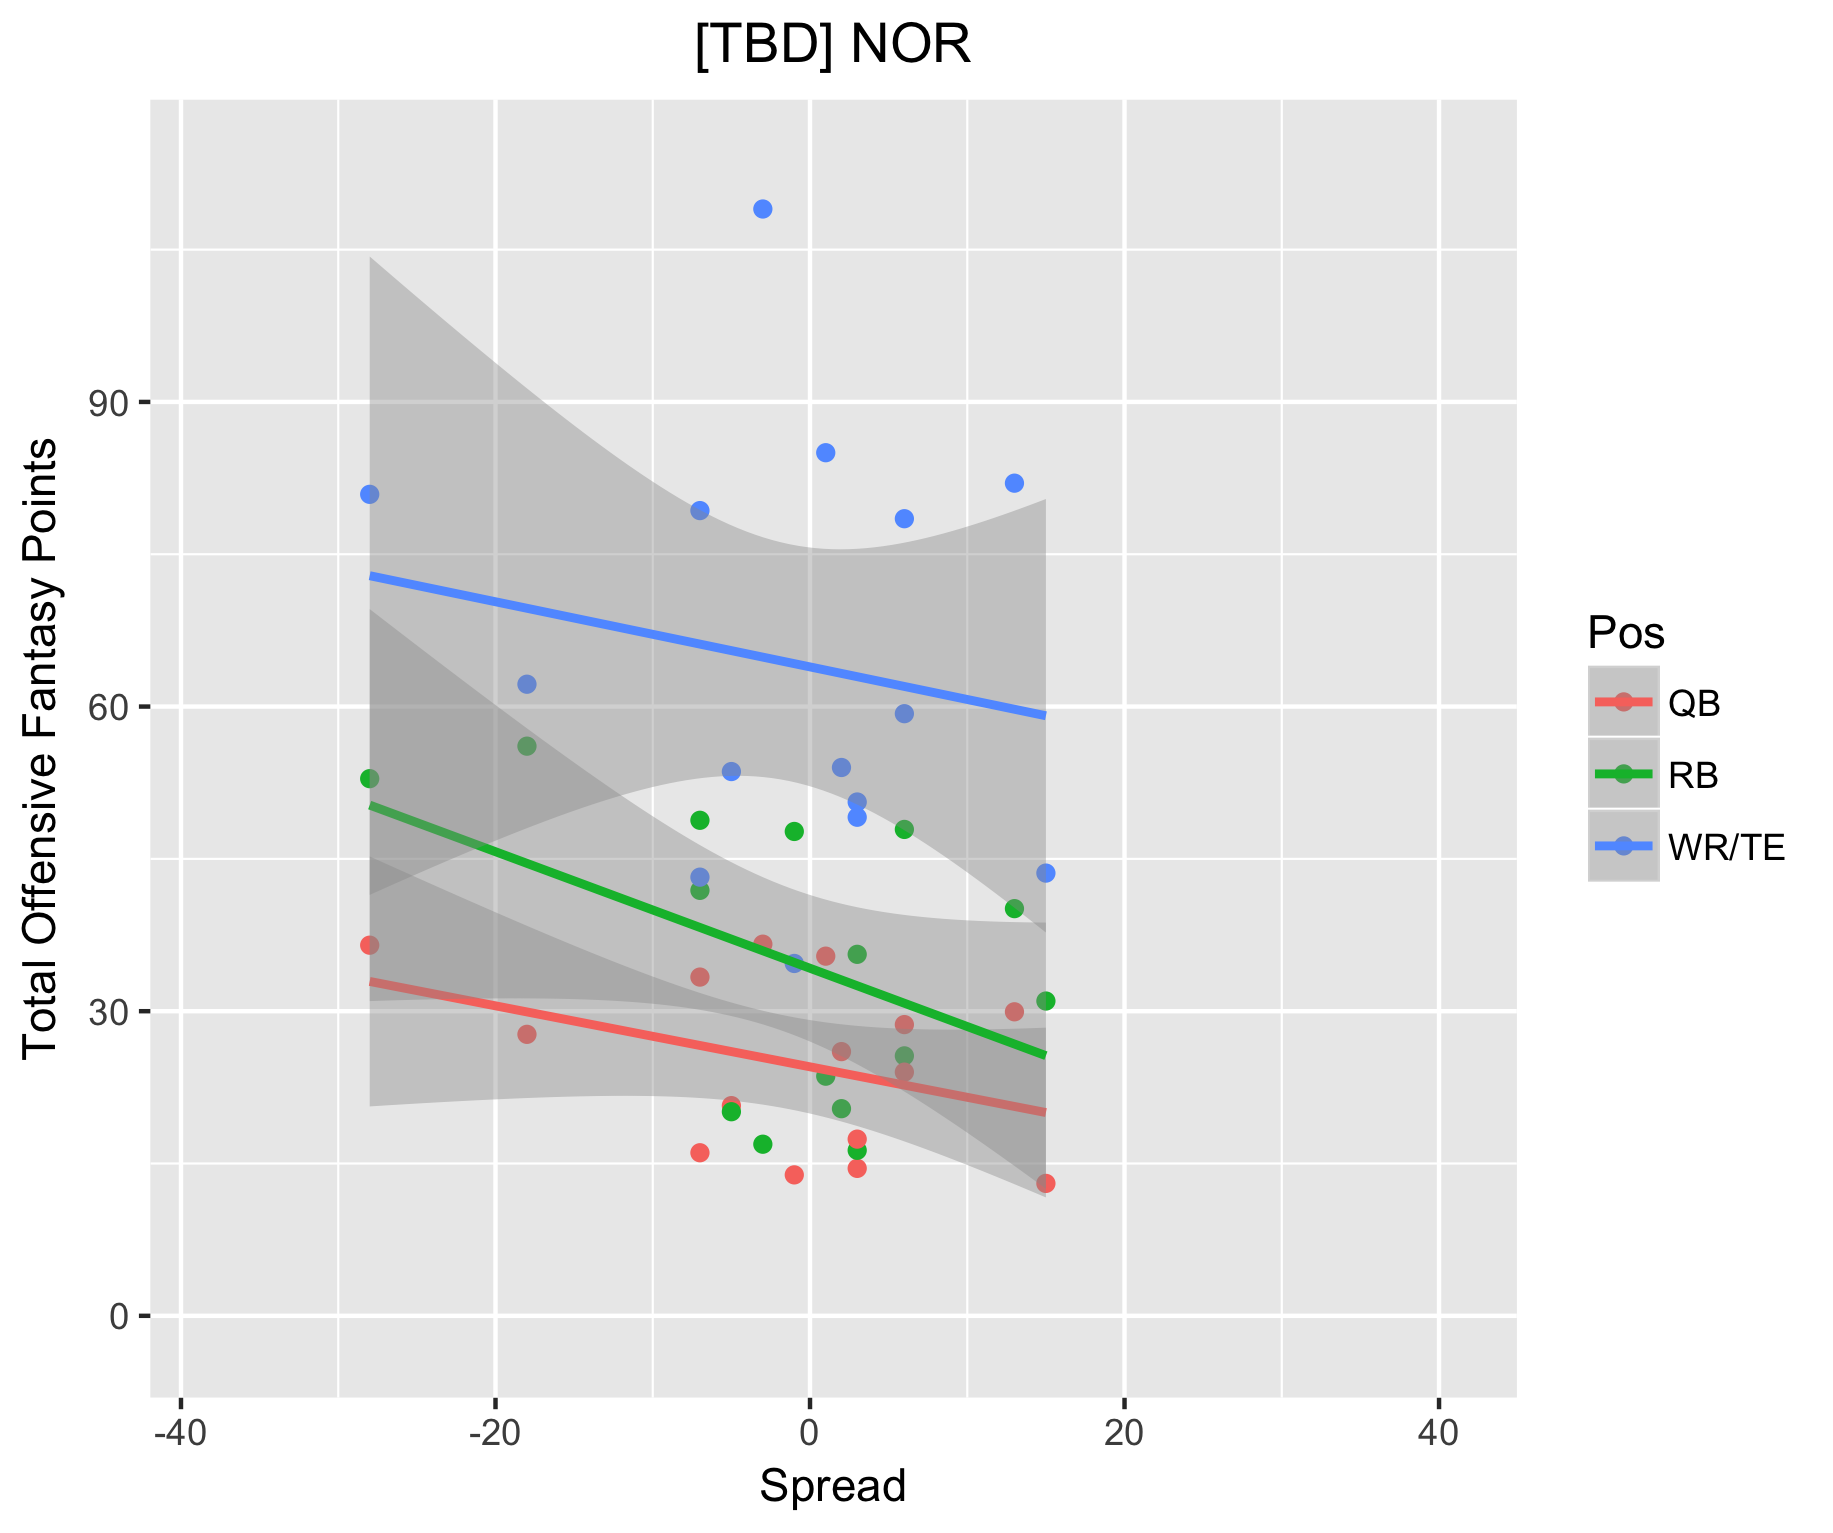 [TBD] NOR
Total Offensive Fantasy Points
90
60
30
0
-40
-20
0
20
40
Spread
Pos
QB
RB
WR/TE